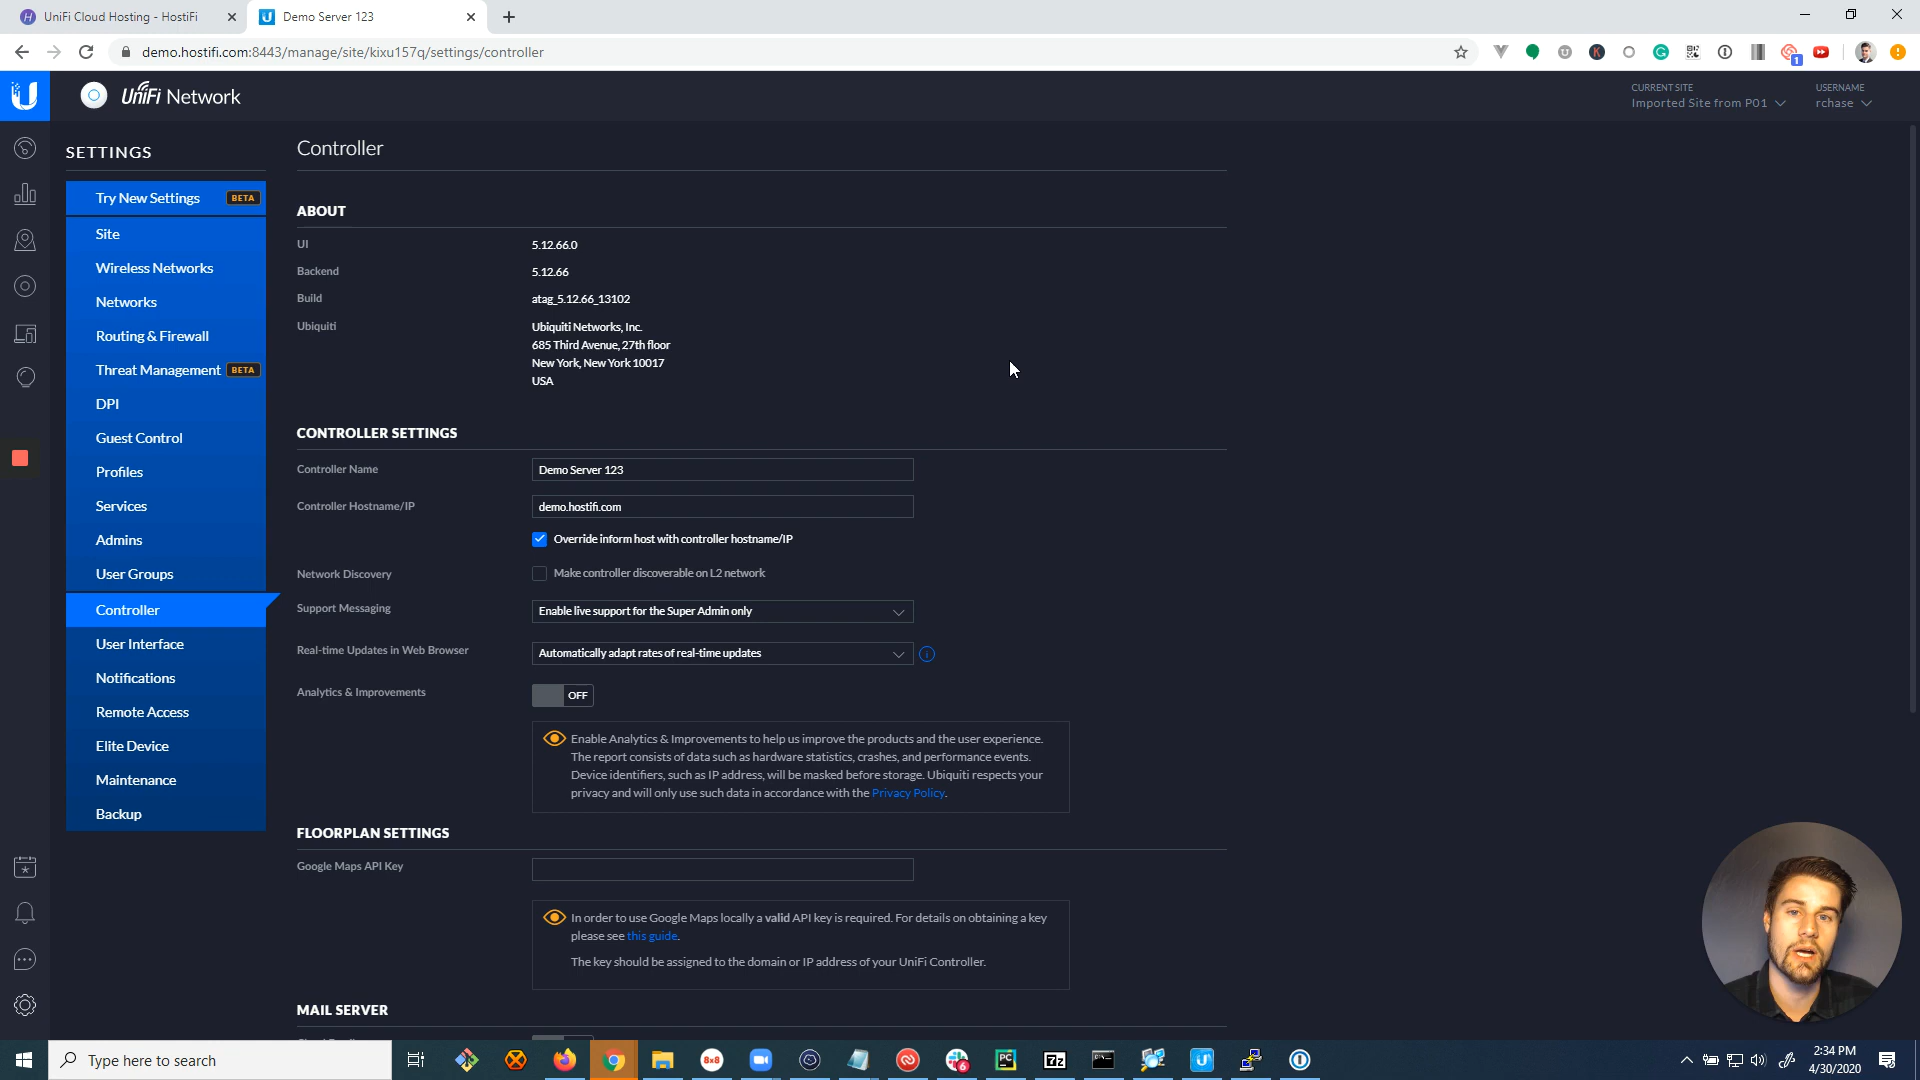 UniFi Cloud Hosting - HostiFi
Demo Server 123
demo.hostifi.com:8443/manage/site/kixu157q/settings/controller
UniFi Network
CURRENT SITE
Imported Site from P01
USERNAME
rchase
SETTINGS
Try New Settings BETA
Site
Wireless Networks
Networks
Routing & Firewall
Threat Management BETA
DPI
Guest Control
Profiles
Services
Admins
User Groups
Controller
User Interface
Notifications
Remote Access
Elite Device
Maintenance
Backup
Controller
ABOUT
UI 5.12.66.0
Backend 5.12.66
Build atag_5.12.66_13102
Ubiquiti Ubiquiti Networks, Inc.
685 Third Avenue, 27th floor
New York, New York 10017
USA
CONTROLLER SETTINGS
Controller Name Demo Server 123
Controller Hostname/IP demo.hostifi.com
Override inform host with controller hostname/IP
Network Discovery Make controller discoverable on L2 network
Support Messaging Enable live support for the Super Admin only
Real-time Updates in Web Browser Automatically adapt rates of real-time updates
Analytics & Improvements OFF
Enable Analytics & Improvements to help us improve the products and the user experience.
The report consists of data such as hardware statistics, crashes, and performance events.
Device identifiers, such as IP address, will be masked before storage. Ubiquiti respects your
privacy and will only use such data in accordance with the Privacy Policy.
FLOORPLAN SETTINGS
Google Maps API Key
In order to use Google Maps locally a valid API key is required. For details on obtaining a key
please see this guide.
The key should be assigned to the domain or IP address of your UniFi Controller.
MAIL SERVER
Type here to search
8x8
6
PC
7z
2:34 PM
4/30/2020